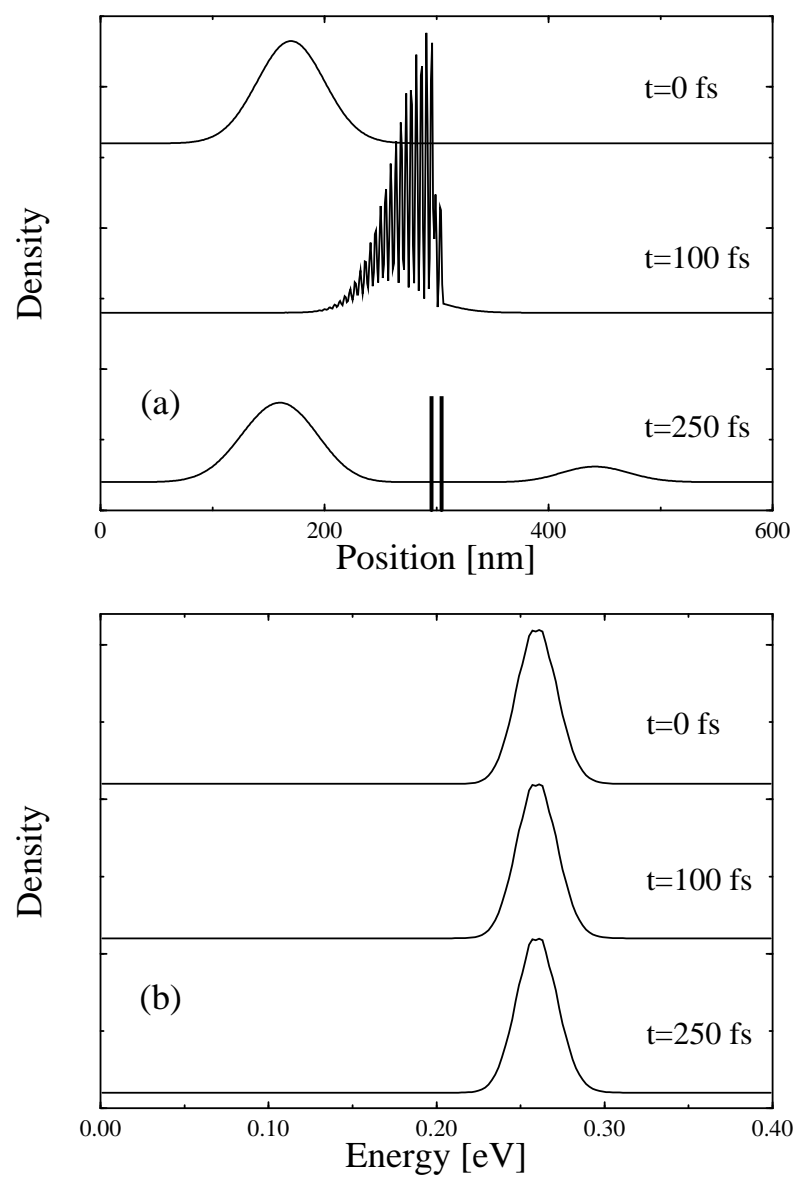 t=0 fs
t=100 fs
t=250 fs
(a)
Density
0 200 400 600
Position [nm]
t=0 fs
t=100 fs
t=250 fs
(b)
Density
0.00 0.10 0.20 0.30 0.40
Energy [eV]